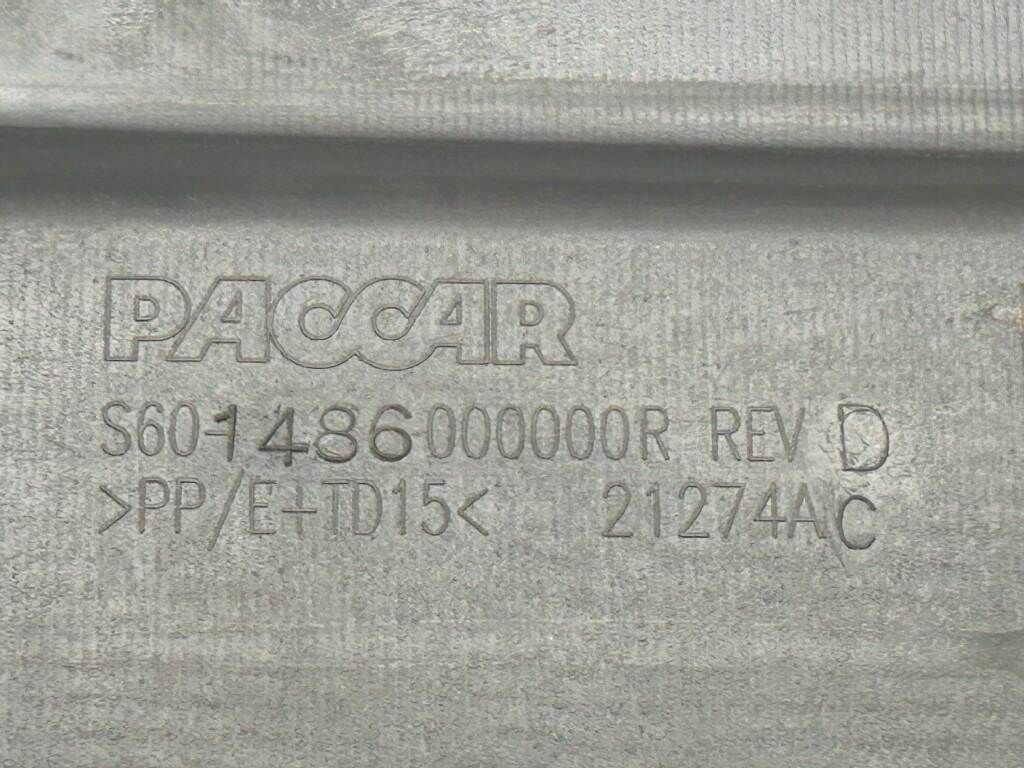 PACCAR
S60-1486000000R REV D
>PP/E+TD15< 21274AC